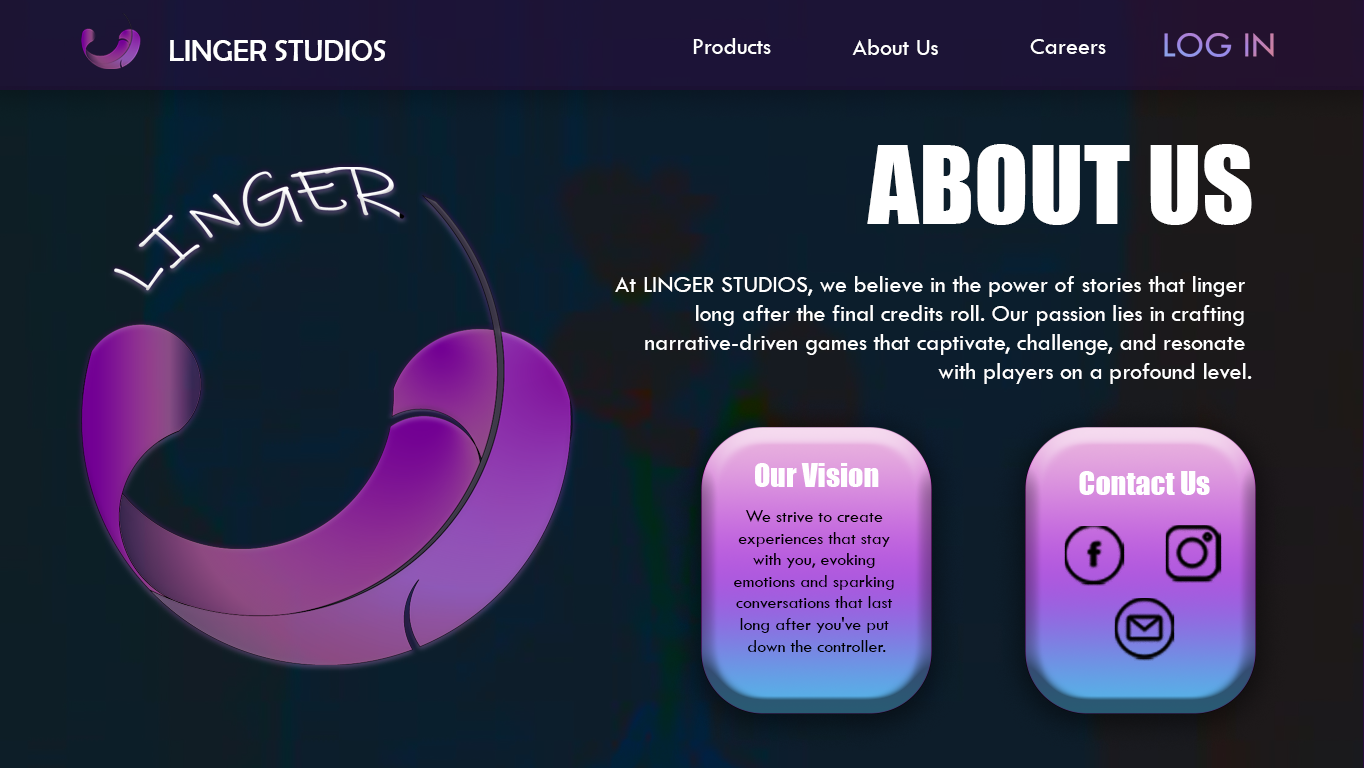 LINGER STUDIOS
Products
About Us
Careers
LOG IN
LINGER
ABOUT US
At LINGER STUDIOS, we believe in the power of stories that linger
long after the final credits roll. Our passion lies in crafting
narrative-driven games that captivate, challenge, and resonate
with players on a profound level.
Our Vision
We strive to create
experiences that stay
with you, evoking
emotions and sparking
conversations that last
long after you've put
down the controller.
Contact Us